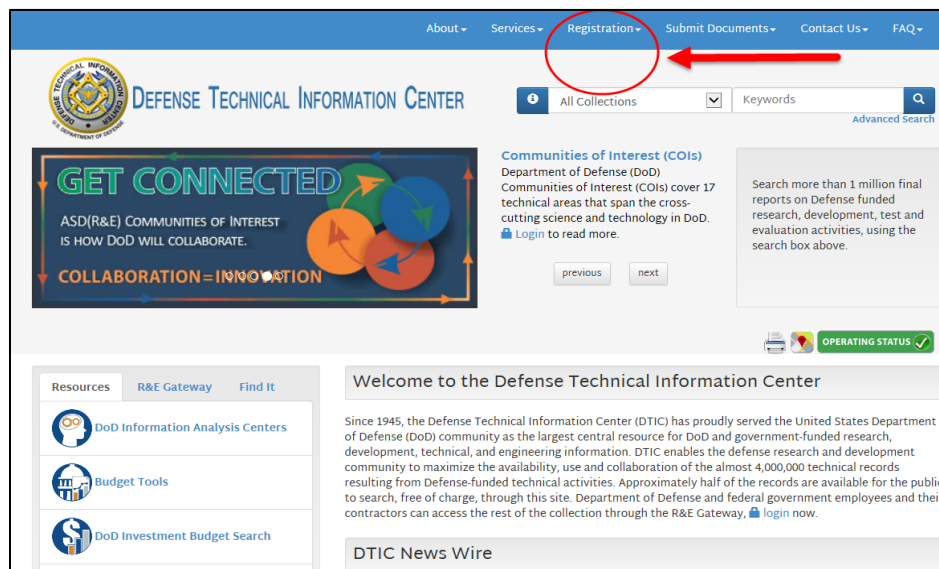 About Services Registration Submit Documents Contact Us FAQ
DEFENSE TECHNICAL INFORMATION CENTER
U.S. DEPARTMENT OF DEFENSE
DEFENSE TECHNICAL INFORMATION CENTER
All Collections Keywords
Advanced Search
GET CONNECTED
ASD(R&E) COMMUNITIES OF INTEREST
IS HOW DOD WILL COLLABORATE.
COLLABORATION=INNOVATION
Communities of Interest (COIs)
Department of Defense (DoD)
Communities of Interest (COIs) cover 17
technical areas that span the cross-
cutting science and technology in DoD.
Login to read more.
previous next
Search more than 1 million final
reports on Defense funded
research, development, test and
evaluation activities, using the
search box above.
OPERATING STATUS
Resources R&E Gateway Find It
DoD Information Analysis Centers
Budget Tools
DoD Investment Budget Search
Welcome to the Defense Technical Information Center
Since 1945, the Defense Technical Information Center (DTIC) has proudly served the United States Department
of Defense (DoD) community as the largest central resource for DoD and government-funded research,
development, technical, and engineering information. DTIC enables the defense research and development
community to maximize the availability, use and collaboration of the almost 4,000,000 technical records
resulting from Defense-funded technical activities. Approximately half of the records are available for the public
to search, free of charge, through this site. Department of Defense and federal government employees and thei
contractors can access the rest of the collection through the R&E Gateway, login now.
DTIC News Wire